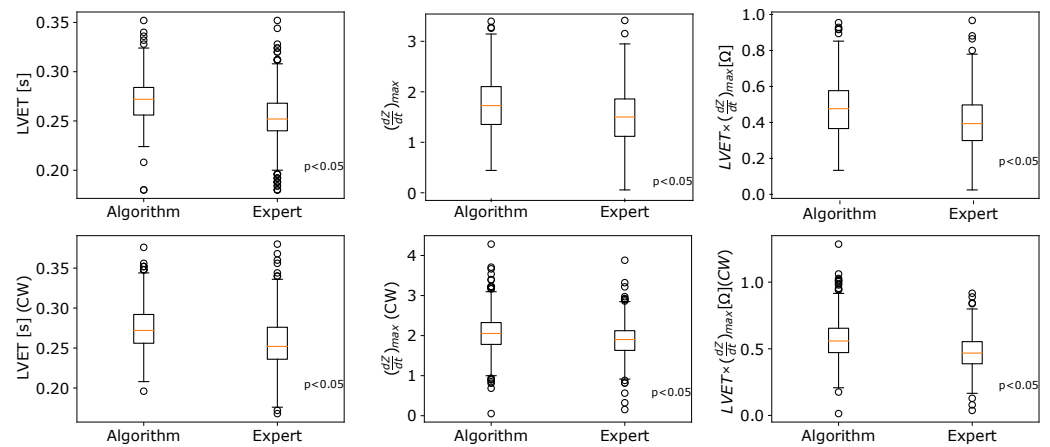 LVET [s]
0.35
0.30
0.25
0.20
p<0.05
Algorithm Expert
(dZ/dt)max
3
2
1
0
p<0.05
Algorithm Expert
LVET×(dZ/dt)max[Ω]
1.0
0.8
0.6
0.4
0.2
0.0
p<0.05
Algorithm Expert
LVET [s] (CW)
0.35
0.30
0.25
0.20
p<0.05
Algorithm Expert
(dZ/dt)max (CW)
4
3
2
1
0
p<0.05
Algorithm Expert
LVET×(dZ/dt)max[Ω](CW)
1.0
0.5
0.0
p<0.05
Algorithm Expert